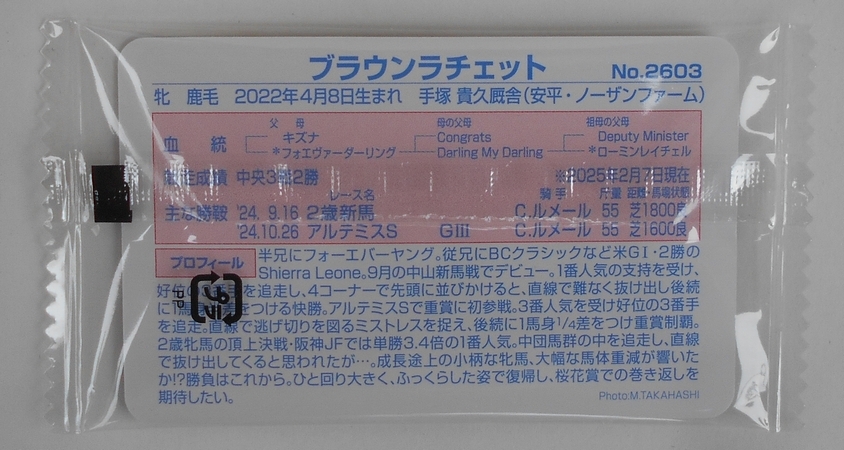 ブラウンラチェット No.2603
牝 鹿毛 2022年4月8日生まれ 手塚 貴久厩舎(安平・ノーザンファーム)
父 母 母の父母 祖母の父母
血統 キズナ Congrats Deputy Minister
*フォエヴァーダーリング Darling My Darling *ローミンレイチェル
成績 中央3戦2勝 ※2025年2月7日現在
レース名 騎手 斤量 距離・馬場状態
主な勝鞍 '24. 9.16 2歳新馬 C.ルメール 55 芝1800良
'24.10.26 アルテミスS GIII C.ルメール 55 芝1600良
プロフィール 半兄にフォーエバーヤング。従兄にBCクラシックなど米GⅠ・2勝の
Shierra Leone。9月の中山新馬戦でデビュー。1番人気の支持を受け、
好位の を追走し、4コーナーで先頭に並びかけると、直線で難なく抜け出し後続
に1馬 差をつける快勝。アルテミスSで重賞に初参戦。3番人気を受け好位の3番手
を追走。直線で逃げ切りを図るミストレスを捉え、後続に1馬身1/4差をつけ重賞制覇。
2歳牝馬の頂上決戦・阪神JFでは単勝3.4倍の1番人気。中団馬群の中を追走し、直線
で抜け出してくると思われたが…。成長途上の小柄な牝馬、大幅な馬体重減が響いた
か!?勝負はこれから。ひと回り大きく、ふっくらした姿で復帰し、桜花賞での巻き返しを
期待したい。 Photo:M.TAKAHASHI
プラ
PP